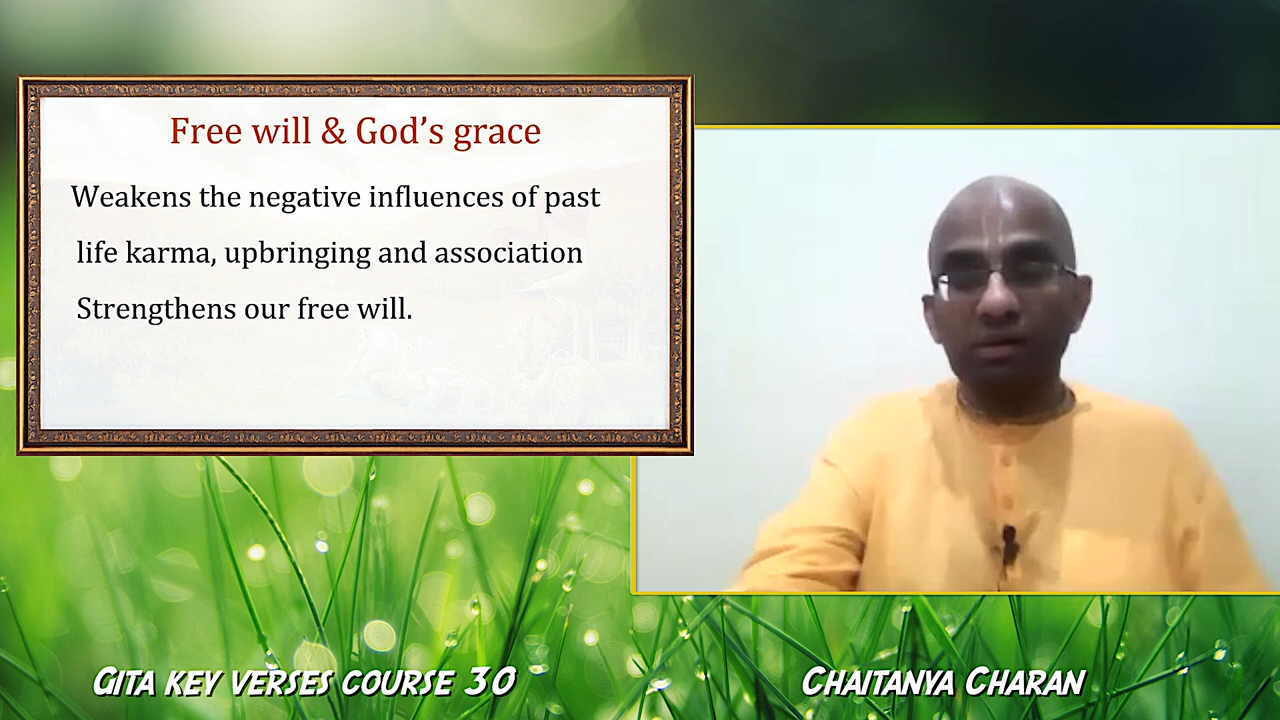 Free will & God’s grace
Weakens the negative influences of past
life karma, upbringing and association
Strengthens our free will.
GITA KEY VERSES COURSE 30
CHAITANYA CHARAN